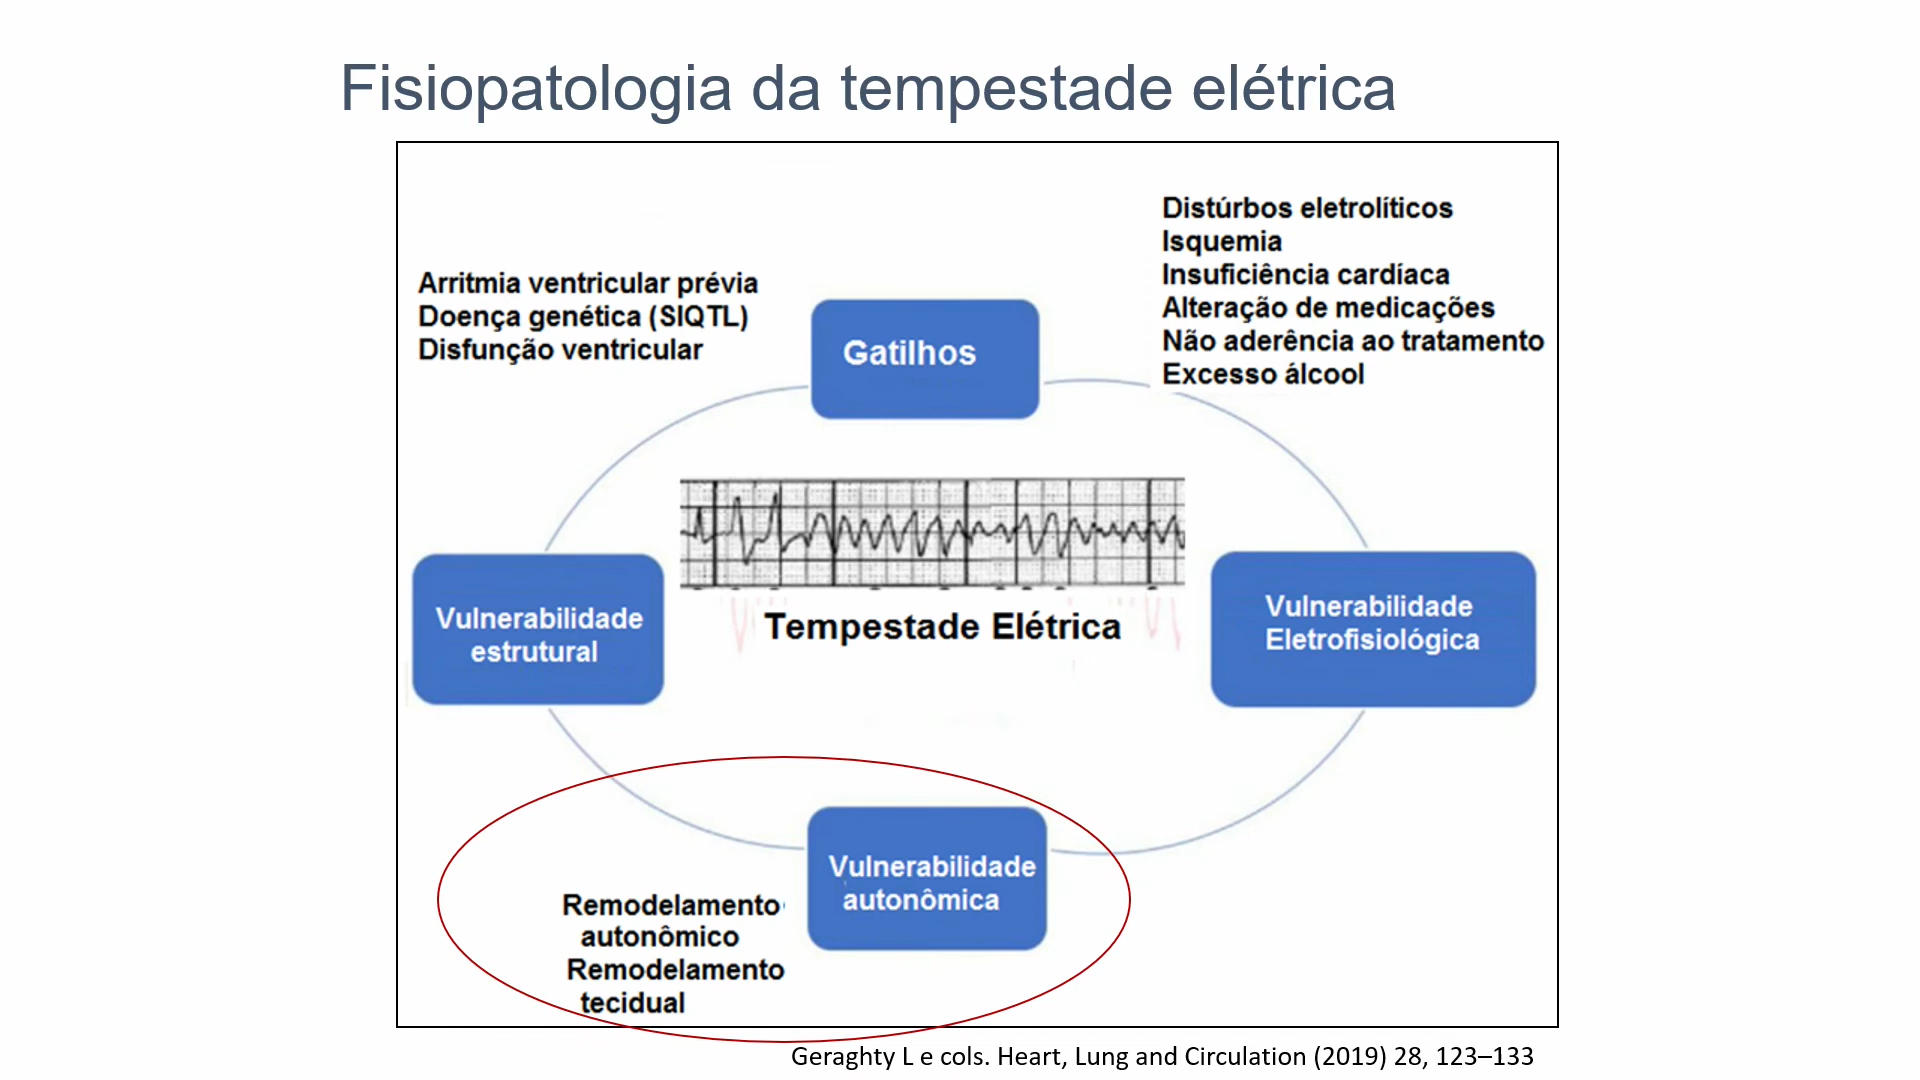 Fisiopatologia da tempestade elétrica
Distúrbos eletrolíticos
Isquemia
Insuficiência cardíaca
Alteração de medicações
Não aderência ao tratamento
Excesso álcool
Arritmia ventricular prévia
Doença genética (SIQTL)
Disfunção ventricular
Gatilhos
Tempestade Elétrica
Vulnerabilidade
estrutural
Vulnerabilidade
Eletrofisiológica
Vulnerabilidade
autonômica
Remodelamento
autonômico
Remodelamento
tecidual
Geraghty L e cols. Heart, Lung and Circulation (2019) 28, 123–133